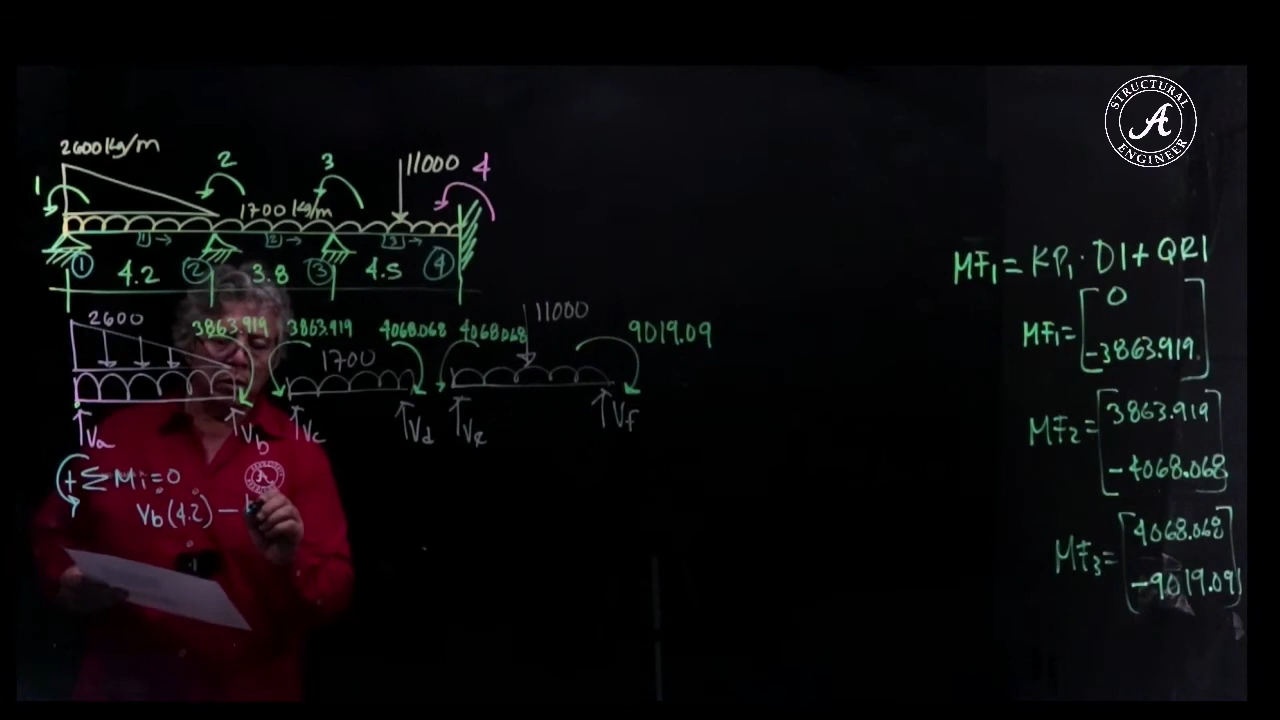 STRUCTURAL
A
ENGINEER
2600 Kg/m
1
2
3
11000
4
1700 Kg/m
1
2
3
1
4.2
2
3.8
3
4.5
4
MF1 = KP1 · D1 + QR1
MF1 = [0
-3863.919]
MF2 = [3863.919
-4068.068]
MF3 = [4068.068
-9019.09]
2600
3863.919
3863.919
4068.068
4068.068
11000
9019.09
1700
Va
Vb
Vc
Vd
Ve
Vf
+ ΣMi=0
Vb(4.2) -